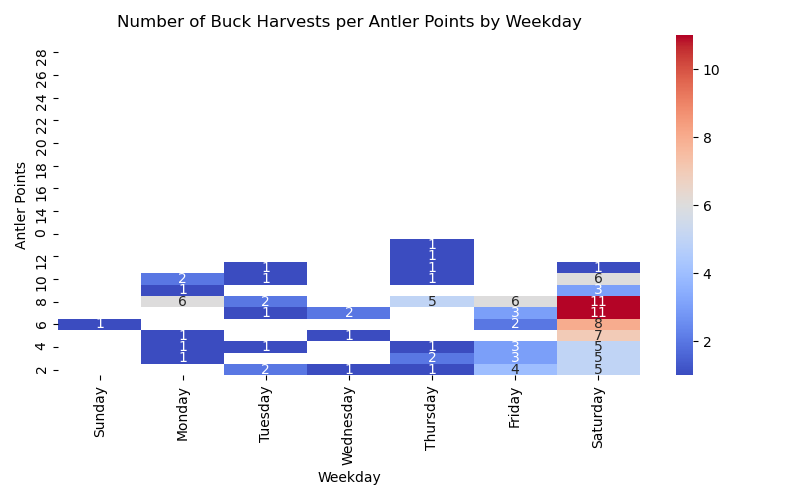 Number of Buck Harvests per Antler Points by Weekday
Antler Points
28
26
24
22
20
18
16
14
0
1
1
12 1 1 1
10 2 1 1 6
1 3
8 6 2 5 6 11
1 2 3 11
6 1 2 8
1 1 7
4 1 1 1 3 5
1 2 3 5
2 2 1 1 4 5
Sunday Monday Tuesday Wednesday Thursday Friday Saturday
Weekday
10
8
6
4
2